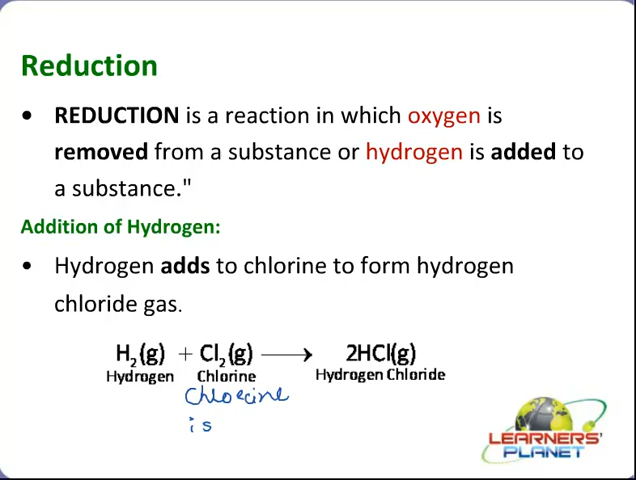 Reduction
• REDUCTION is a reaction in which oxygen is
removed from a substance or hydrogen is added to
a substance."
Addition of Hydrogen:
• Hydrogen adds to chlorine to form hydrogen
chloride gas.
H₂(g) + Cl₂(g) ⟶ 2HCl(g)
Hydrogen Chlorine Hydrogen Chloride
Chloecine
is
LEARNERS'
PLANET